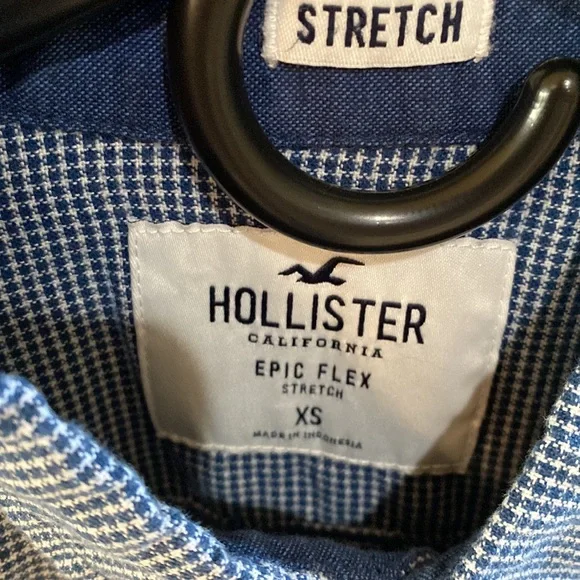 STRETCH
HOLLISTER
CALIFORNIA
EPIC FLEX
STRETCH
XS
MADE IN INDONESIA